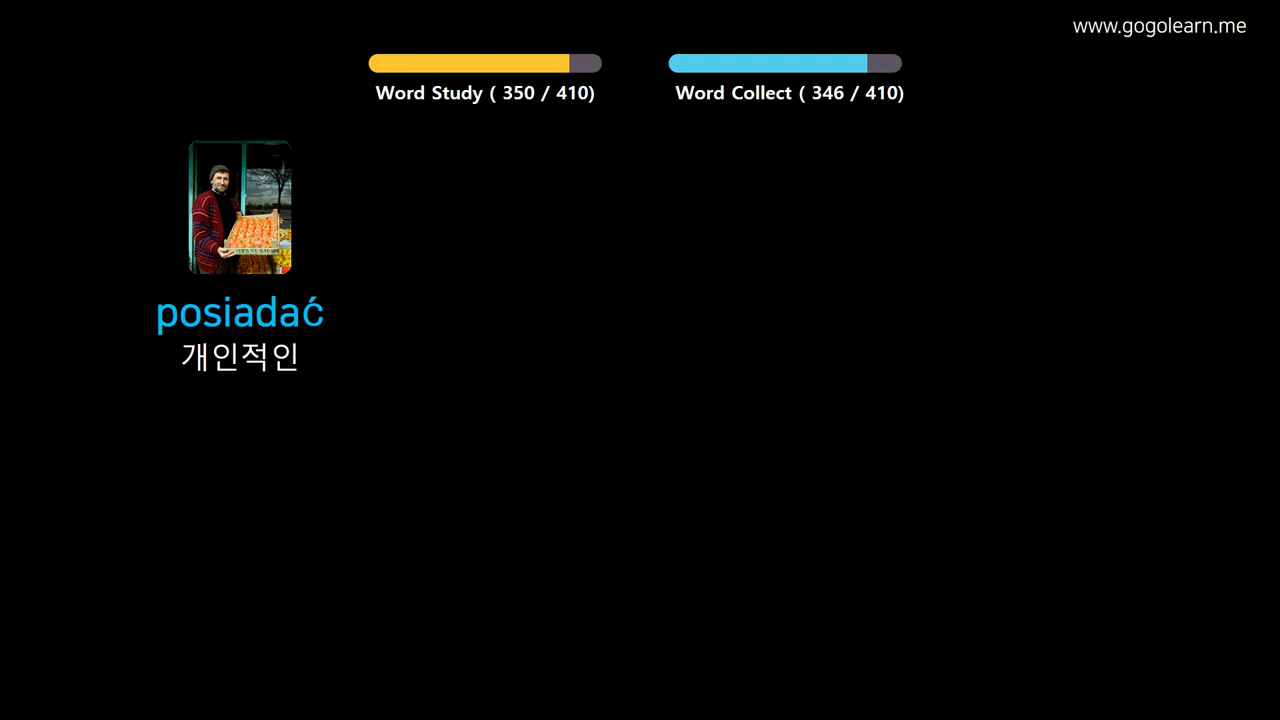 www.gogolearn.me
Word Study ( 350 / 410)
Word Collect ( 346 / 410)
posiadać
개인적인